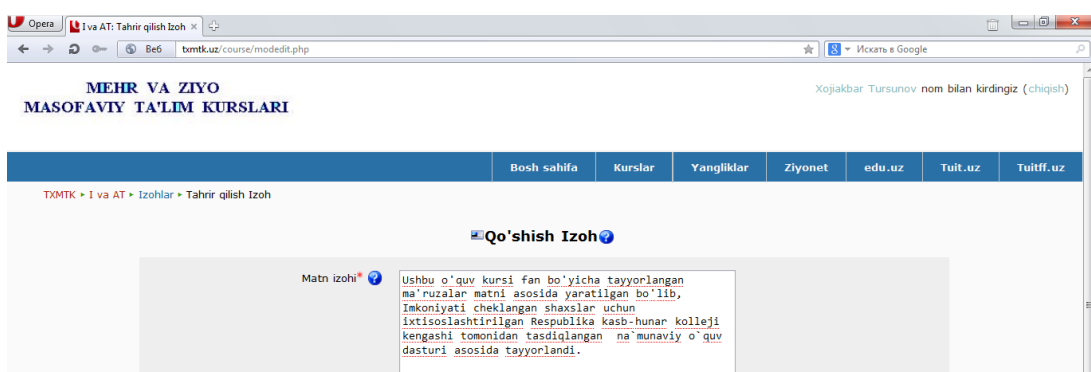 Opera
I va AT: Tahrir qilish Izoh
Веб
txmtk.uz/course/modedit.php
Искать в Google
MEHR VA ZIYO
MASOFAVIY TA'LIM KURSLARI
Xojiakbar Tursunov nom bilan kirdingiz (chiqish)
Bosh sahifa Kurslar Yangliklar Ziyonet edu.uz Tuit.uz Tuitff.uz
TXMTK ► I va AT ► Izohlar ► Tahrir qilish Izoh
Qo'shish Izoh
Matn izohi*
Ushbu o'quv kursi fan bo'yicha tayyorlangan
ma'ruzalar matni asosida yaratilgan bo'lib,
Imkoniyati cheklangan shaxslar uchun
ixtisoslashtirilgan Respublika kasb-hunar kolleji
kengashi tomonidan tasdiqlangan na`munaviy o`quv
dasturi asosida tayyorlandi.